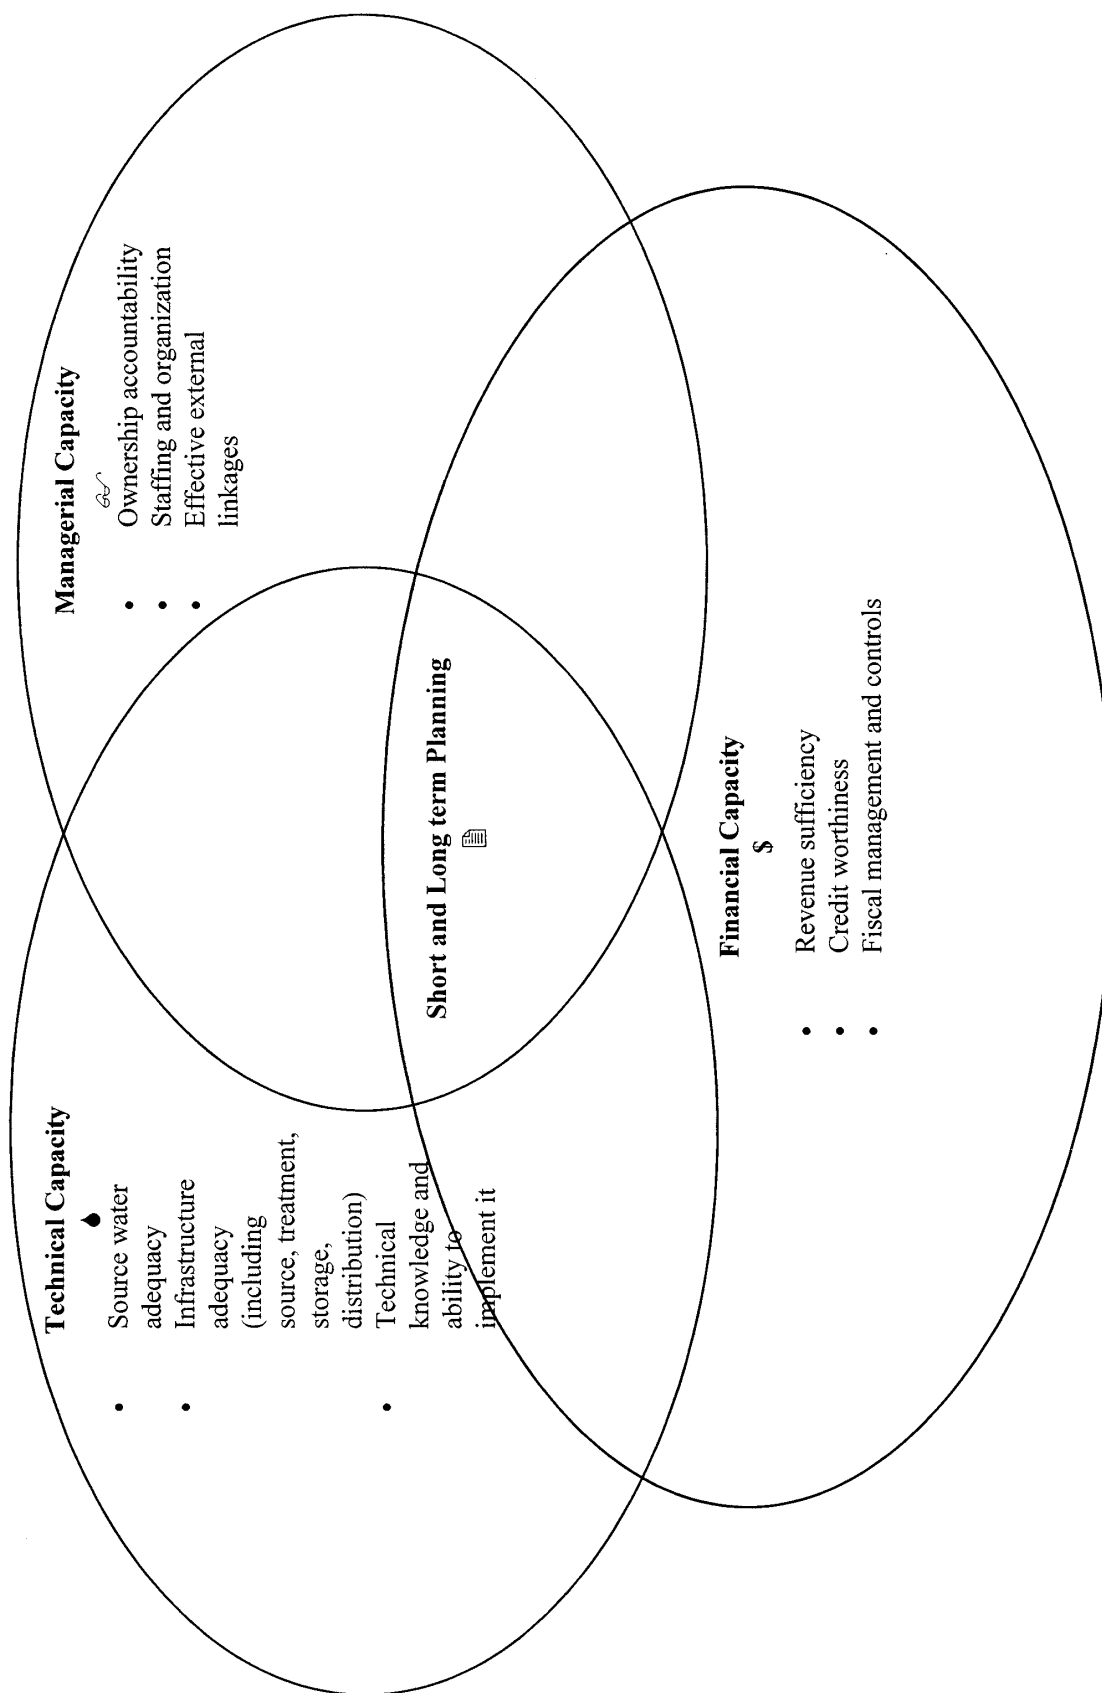 Technical Capacity
• Source water
adequacy
• Infrastructure
adequacy
(including
source, treatment,
storage,
distribution)
• Technical
knowledge and
ability to
implement it
Managerial Capacity
• Ownership accountability
• Staffing and organization
• Effective external
linkages
Short and Long term Planning
Financial Capacity
$
• Revenue sufficiency
• Credit worthiness
• Fiscal management and controls